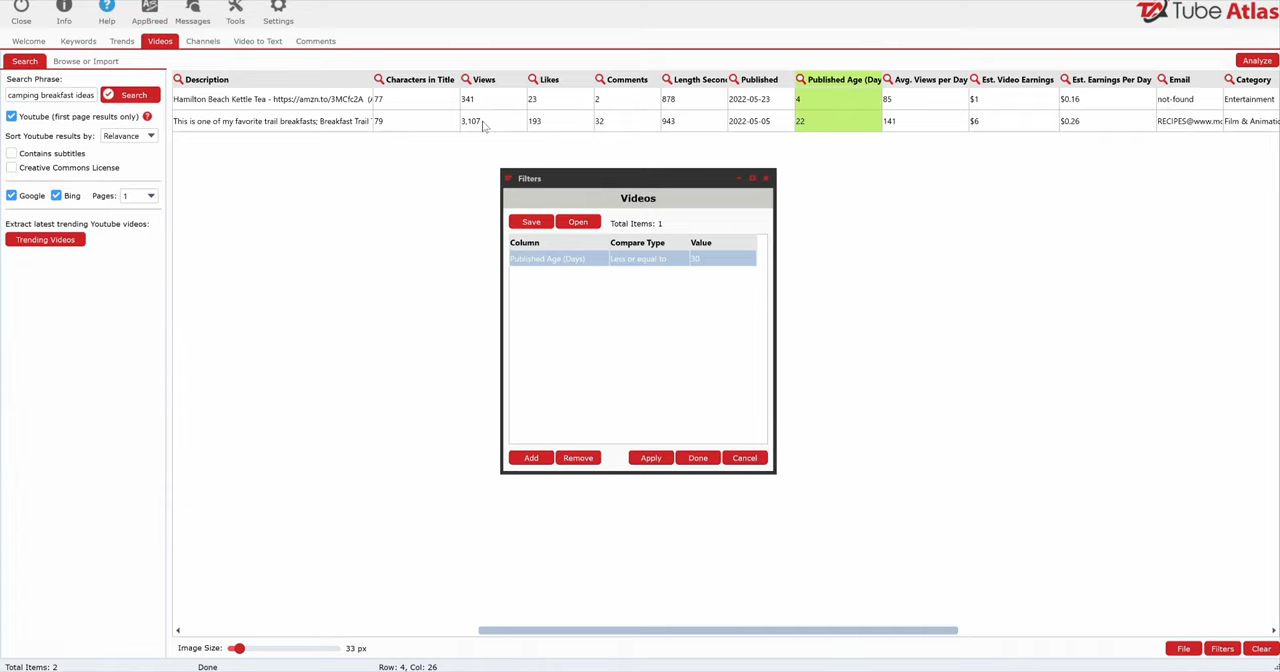 Close Info Help AppBreed Messages Tools Settings
Tube Atlas
Welcome Keywords Trends Videos Channels Video to Text Comments
Search Browse or Import
Analyze
Search Phrase:
camping breakfast ideas Search
Youtube (first page results only) ?
Sort Youtube results by: Relevance
Contains subtitles
Creative Commons License
Google Bing Pages: 1
Extract latest trending Youtube videos:
Trending Videos
Description Characters in Title Views Likes Comments Length Secon Published Published Age (Day Avg. Views per Day Est. Video Earnings Est. Earnings Per Day Email Category
Hamilton Beach Kettle Tea - https://amzn.to/3MCfc2A (/ 77 341 23 2 878 2022-05-23 4 85 $1 $0.16 not-found Entertainment
This is one of my favorite trail breakfasts; Breakfast Trail 79 3,107 193 32 943 2022-05-05 22 141 $6 $0.26 RECIPES@www.mc Film & Animatic
Filters
Videos
Save Open Total Items: 1
Column Compare Type Value
Published Age (Days) Less or equal to 30
Add Remove Apply Done Cancel
Image Size: 33 px
File Filters Clear
Total Items: 2 Done Row: 4, Col: 26